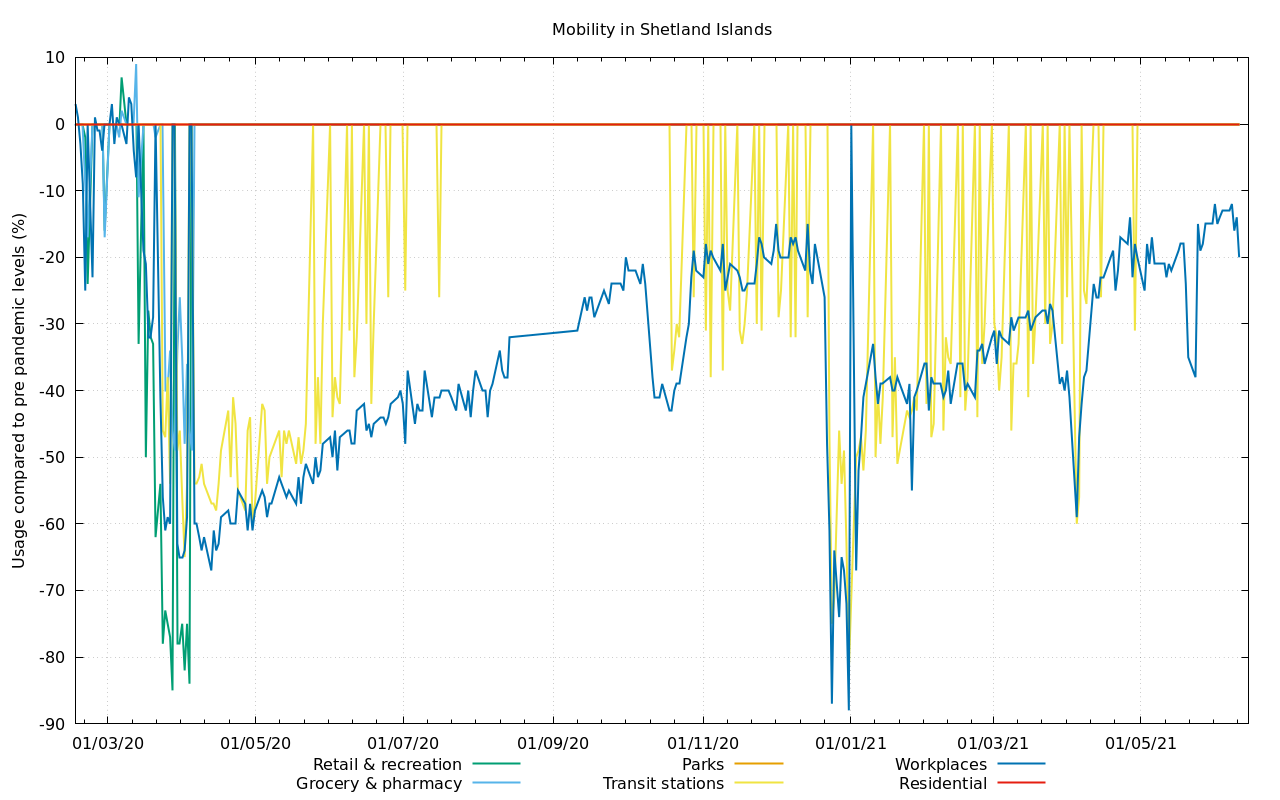 Mobility in Shetland Islands
Usage compared to pre pandemic levels (%)
10
0
-10
-20
-30
-40
-50
-60
-70
-80
-90
01/03/20 01/05/20 01/07/20 01/09/20 01/11/20 01/01/21 01/03/21 01/05/21
Retail & recreation Parks Workplaces
Grocery & pharmacy Transit stations Residential